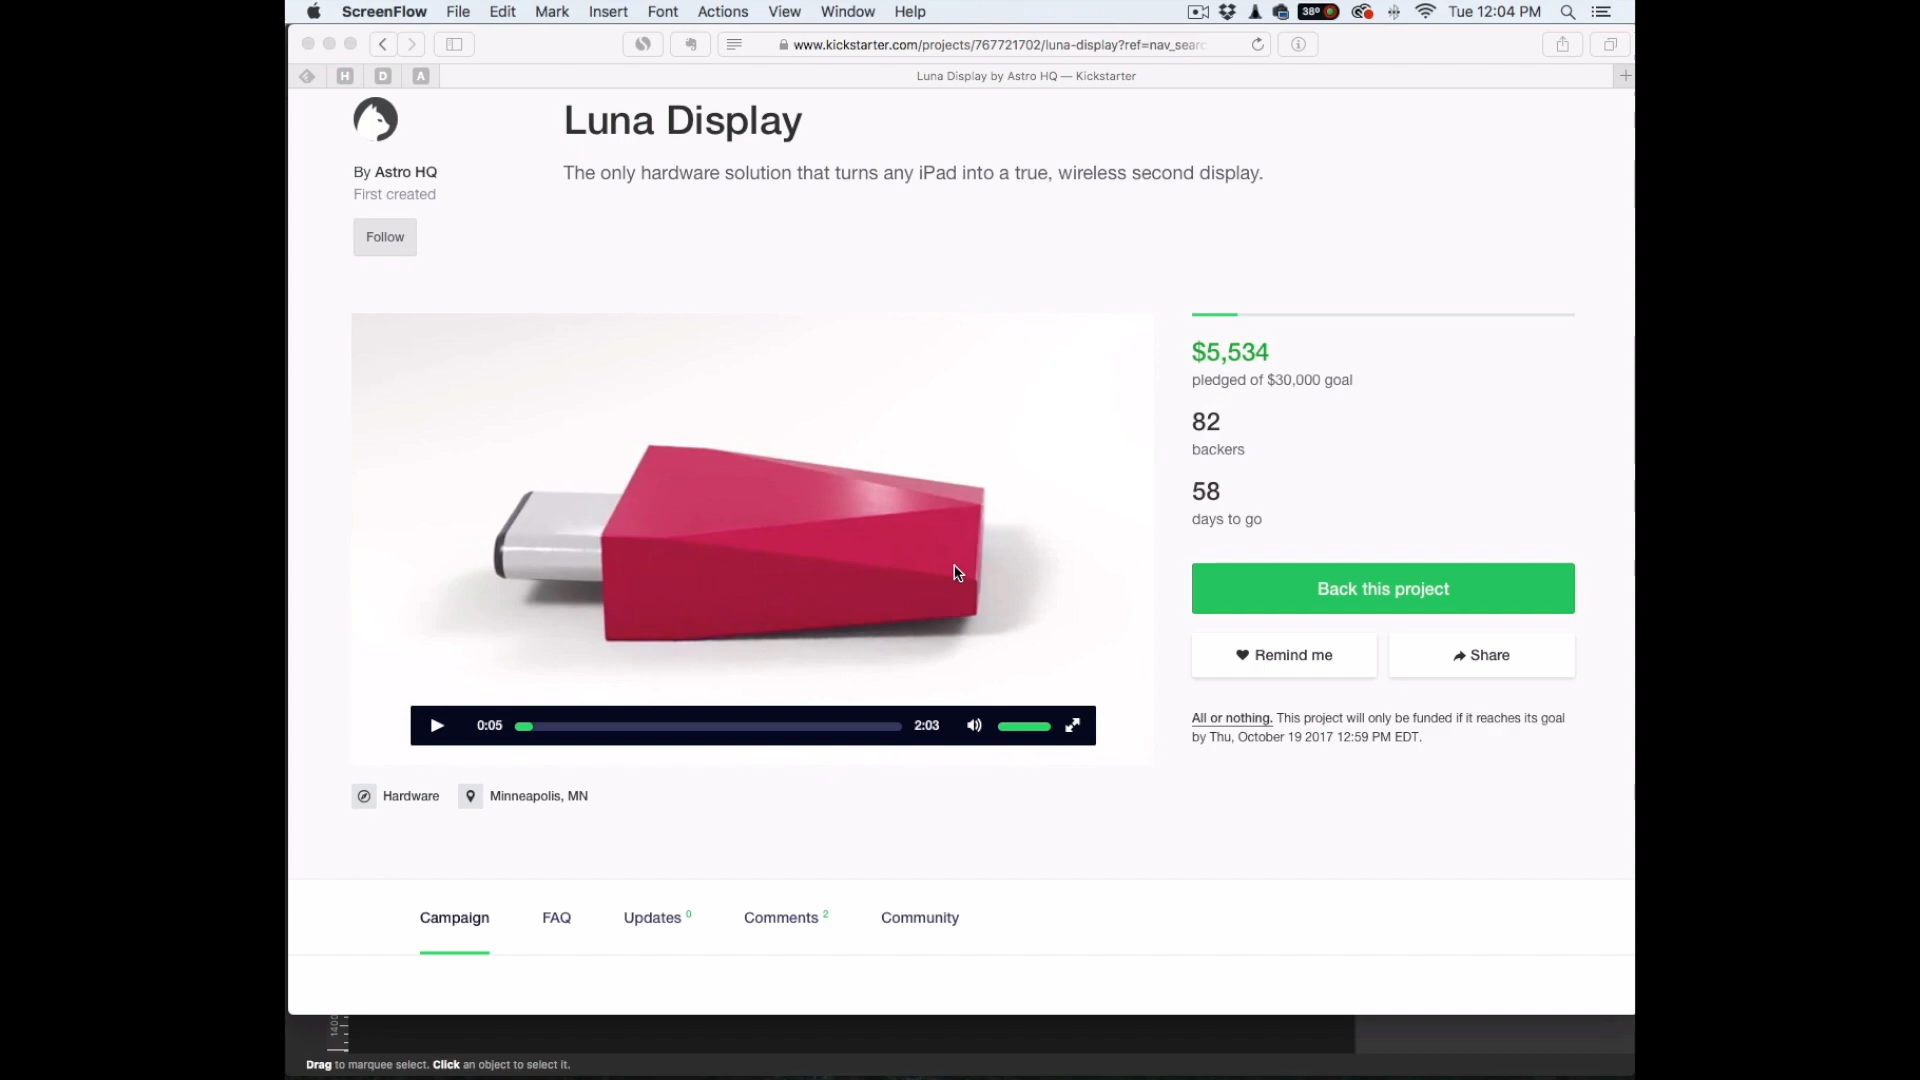 ScreenFlow File Edit Mark Insert Font Actions View Window Help 38° Tue 12:04 PM
www.kickstarter.com/projects/767721702/luna-display?ref=nav_searc
H D A Luna Display by Astro HQ — Kickstarter
Luna Display
The only hardware solution that turns any iPad into a true, wireless second display.
By Astro HQ
First created
Follow
$5,534
pledged of $30,000 goal
82
backers
58
days to go
Back this project
Remind me
Share
All or nothing. This project will only be funded if it reaches its goal
by Thu, October 19 2017 12:59 PM EDT.
0:05 2:03
Hardware Minneapolis, MN
Campaign FAQ Updates 0 Comments 2 Community
Drag to marquee select. Click an object to select it.